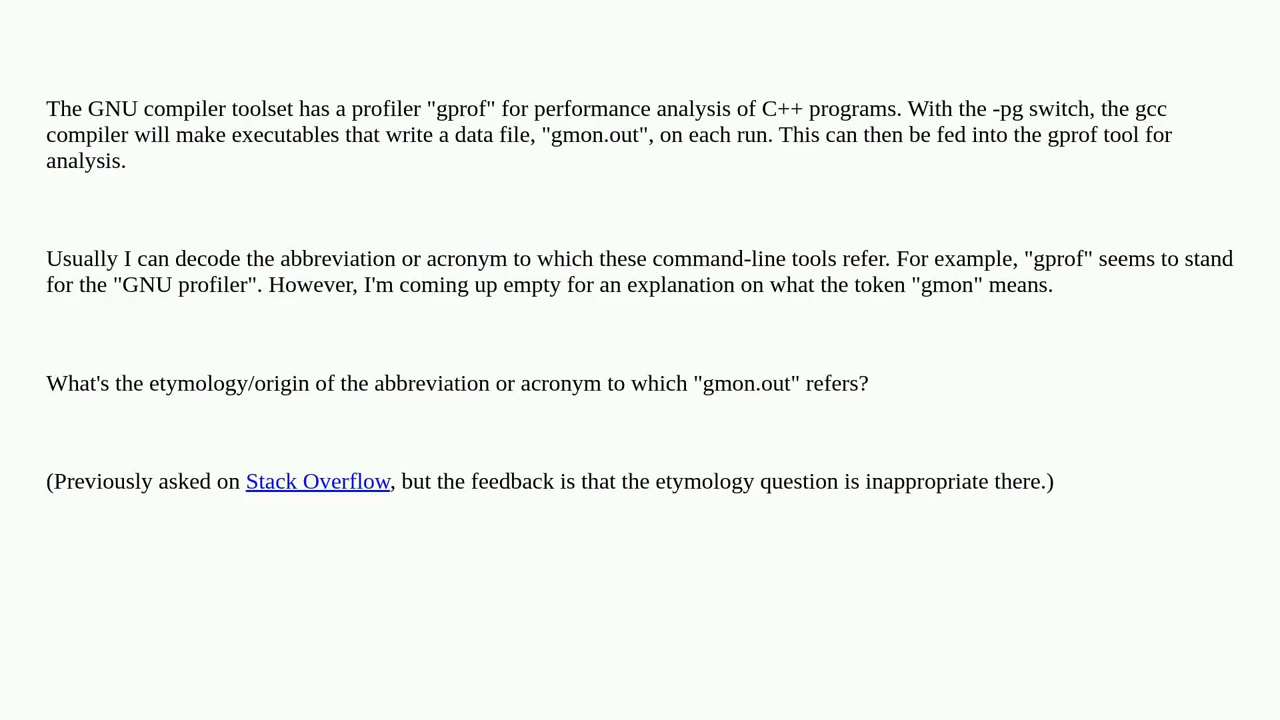 The GNU compiler toolset has a profiler "gprof" for performance analysis of C++ programs. With the -pg switch, the gcc
compiler will make executables that write a data file, "gmon.out", on each run. This can then be fed into the gprof tool for
analysis.
Usually I can decode the abbreviation or acronym to which these command-line tools refer. For example, "gprof" seems to stand
for the "GNU profiler". However, I'm coming up empty for an explanation on what the token "gmon" means.
What's the etymology/origin of the abbreviation or acronym to which "gmon.out" refers?
(Previously asked on Stack Overflow, but the feedback is that the etymology question is inappropriate there.)